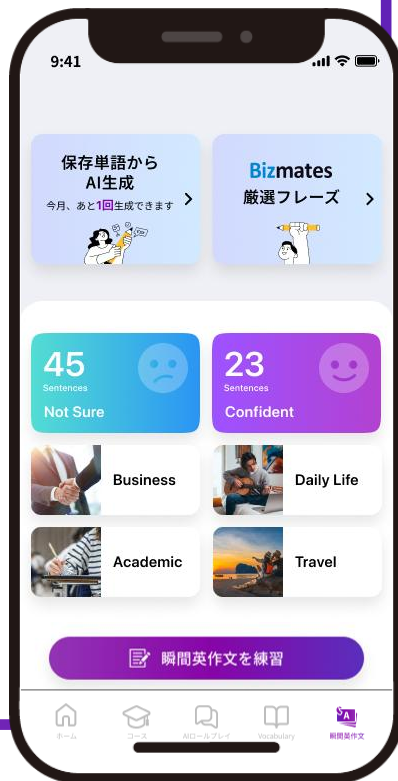 9:41
保存単語から
AI生成
今月、あと1回生成できます
Bizmates
厳選フレーズ
45
Sentences
Not Sure
23
Sentences
Confident
Business
Daily Life
Academic
Travel
瞬間英作文を練習
ホーム
コース
AIロールプレイ
Vocabulary
瞬間英作文